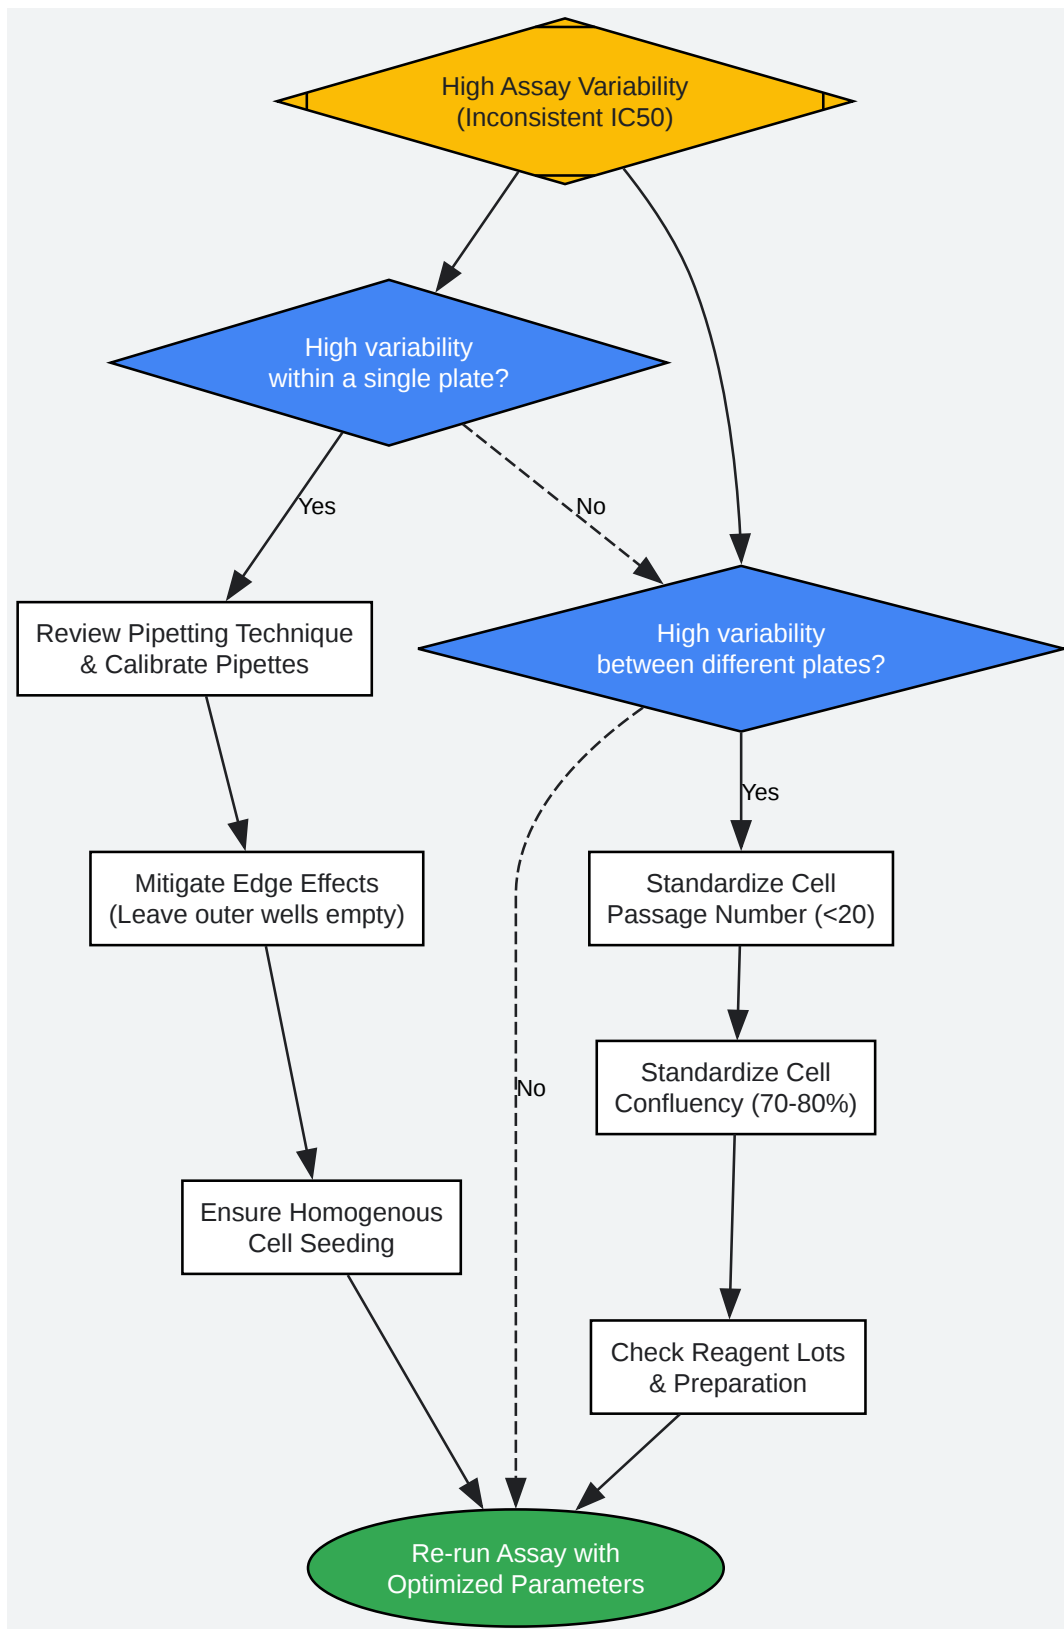 High Assay Variability
(Inconsistent IC50)
High variability
within a single plate?
Yes
No
Review Pipetting Technique
& Calibrate Pipettes
High variability
between different plates?
Yes
Mitigate Edge Effects
(Leave outer wells empty)
Standardize Cell
Passage Number (<20)
Standardize Cell
Confluency (70-80%)
No
Ensure Homogenous
Cell Seeding
Check Reagent Lots
& Preparation
Re-run Assay with
Optimized Parameters